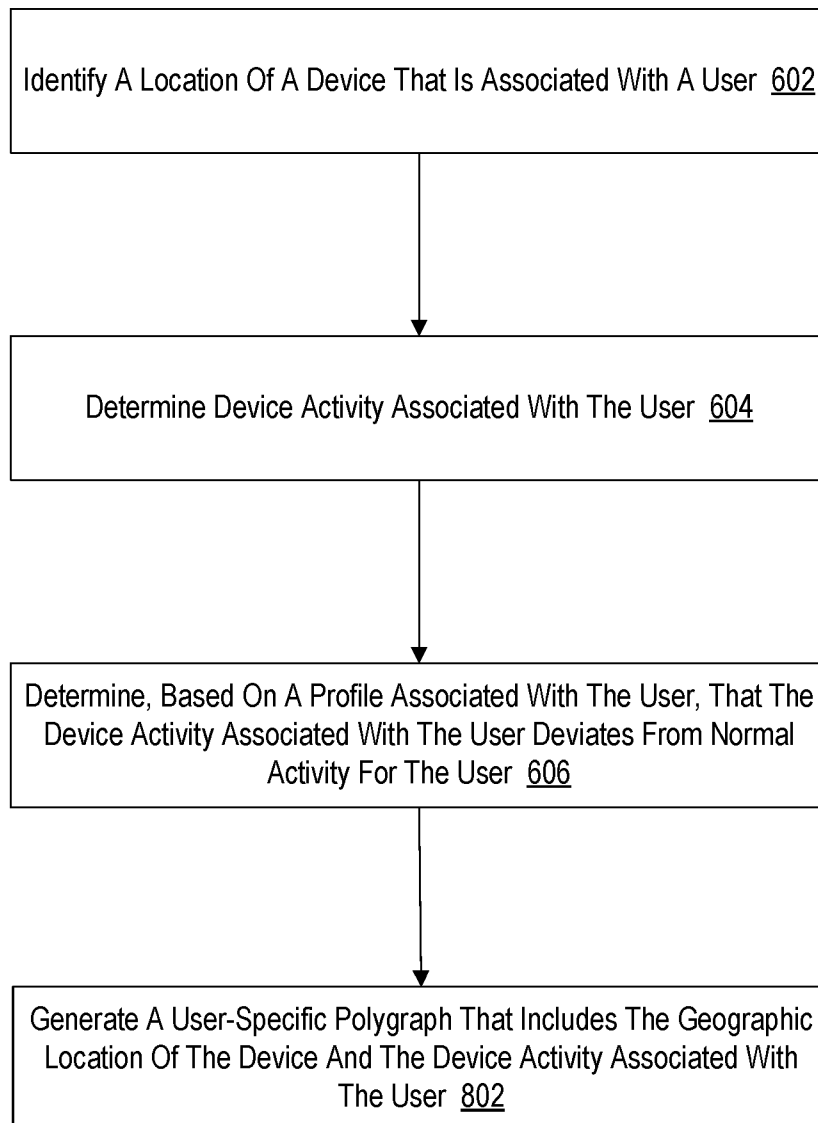 Identify A Location Of A Device That Is Associated With A User 602
Determine Device Activity Associated With The User 604
Determine, Based On A Profile Associated With The User, That The
Device Activity Associated With The User Deviates From Normal
Activity For The User 606
Generate A User-Specific Polygraph That Includes The Geographic
Location Of The Device And The Device Activity Associated With
The User 802